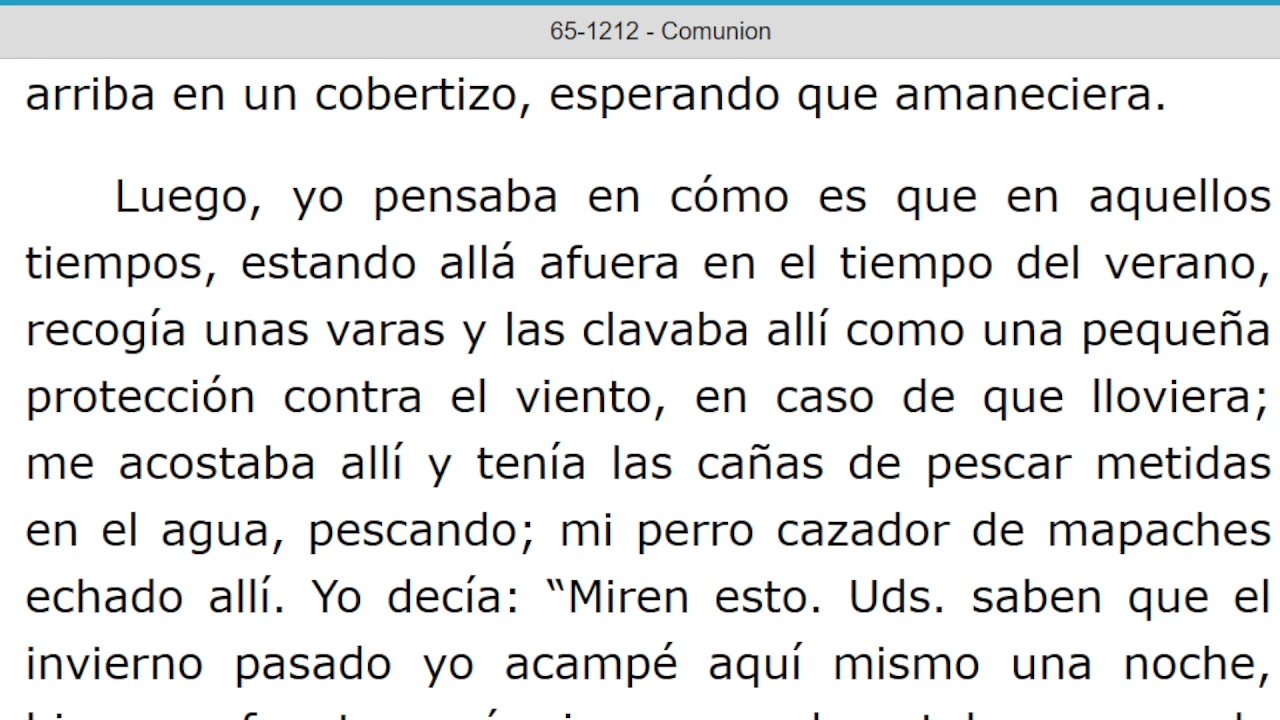 65-1212 - Comunion
arriba en un cobertizo, esperando que amaneciera.
Luego, yo pensaba en cómo es que en aquellos
tiempos, estando allá afuera en el tiempo del verano,
recogía unas varas y las clavaba allí como una pequeña
protección contra el viento, en caso de que lloviera;
me acostaba allí y tenía las cañas de pescar metidas
en el agua, pescando; mi perro cazador de mapaches
echado allí. Yo decía: “Miren esto. Uds. saben que el
invierno pasado yo acampé aquí mismo una noche,